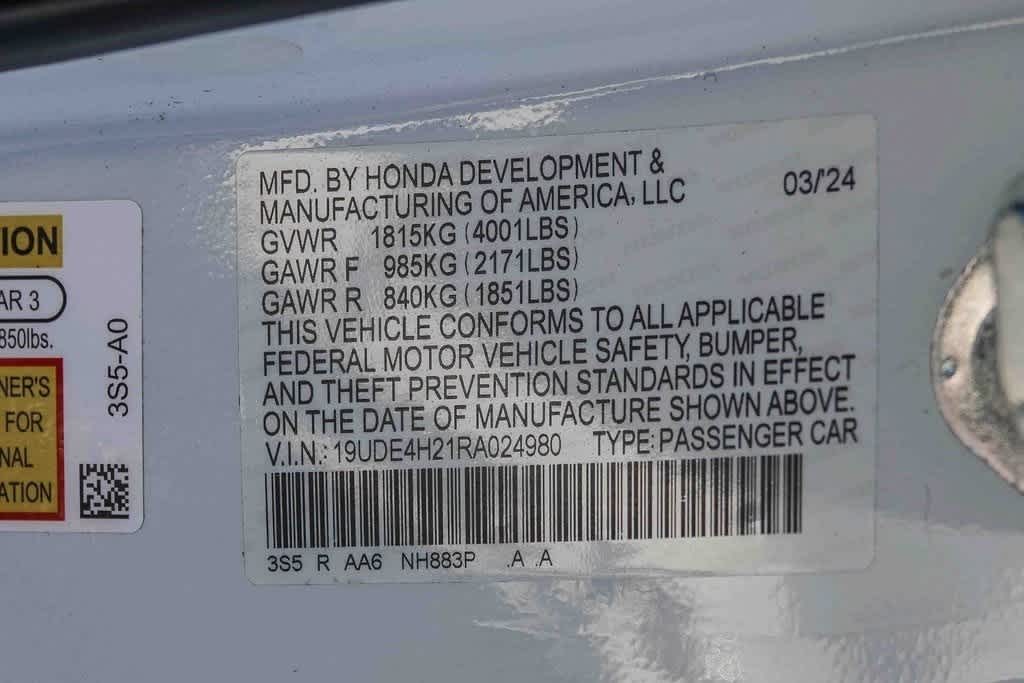 ION
AR 3
850lbs.
NER'S
FOR
NAL
ATION
3S5-A0
MFD. BY HONDA DEVELOPMENT &
MANUFACTURING OF AMERICA, LLC
03/'24
GVWR 1815KG (4001LBS)
GAWR F 985KG (2171LBS)
GAWR R 840KG (1851LBS)
THIS VEHICLE CONFORMS TO ALL APPLICABLE
FEDERAL MOTOR VEHICLE SAFETY, BUMPER,
AND THEFT PREVENTION STANDARDS IN EFFECT
ON THE DATE OF MANUFACTURE SHOWN ABOVE.
V.I.N.: 19UDE4H21RA024980 TYPE: PASSENGER CAR
3S5 R AA6 NH883P .A .A